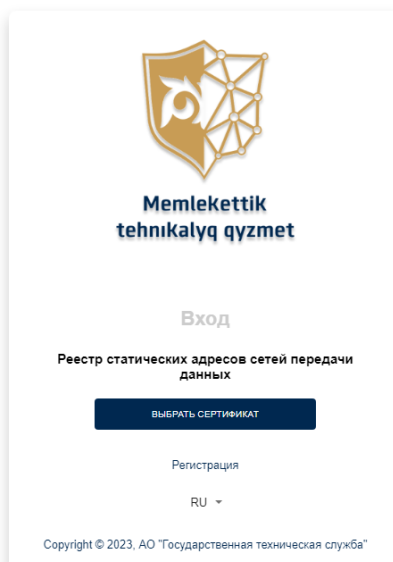 Memlekettik
tehnıkalyq qyzmet
Вход
Реестр статических адресов сетей передачи
данных
ВЫБРАТЬ СЕРТИФИКАТ
Регистрация
RU
Copyright © 2023, АО "Государственная техническая служба"